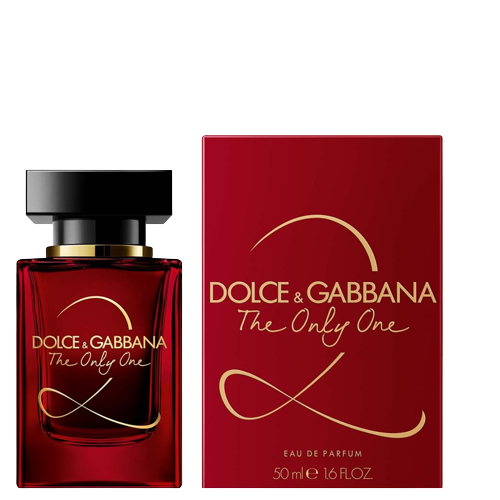 DOLCE & GABBANA
The Only One
DOLCE & GABBANA
The Only One
2
EAU DE PARFUM
50 ml ℮ 1.6 FL.OZ.